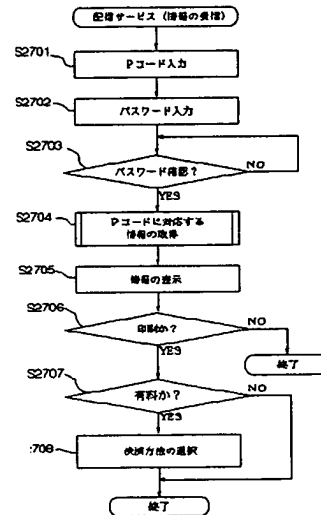 配信サービス（情報の受信）
S2701
Pコード入力
S2702
パスワード入力
S2703
パスワード確認？
NO
YES
S2704
Pコードに対応する
情報の取得
S2705
情報の表示
S2706
印刷か？
NO
YES
終了
S2707
有料か？
NO
YES
:708
決済方法の選択
終了